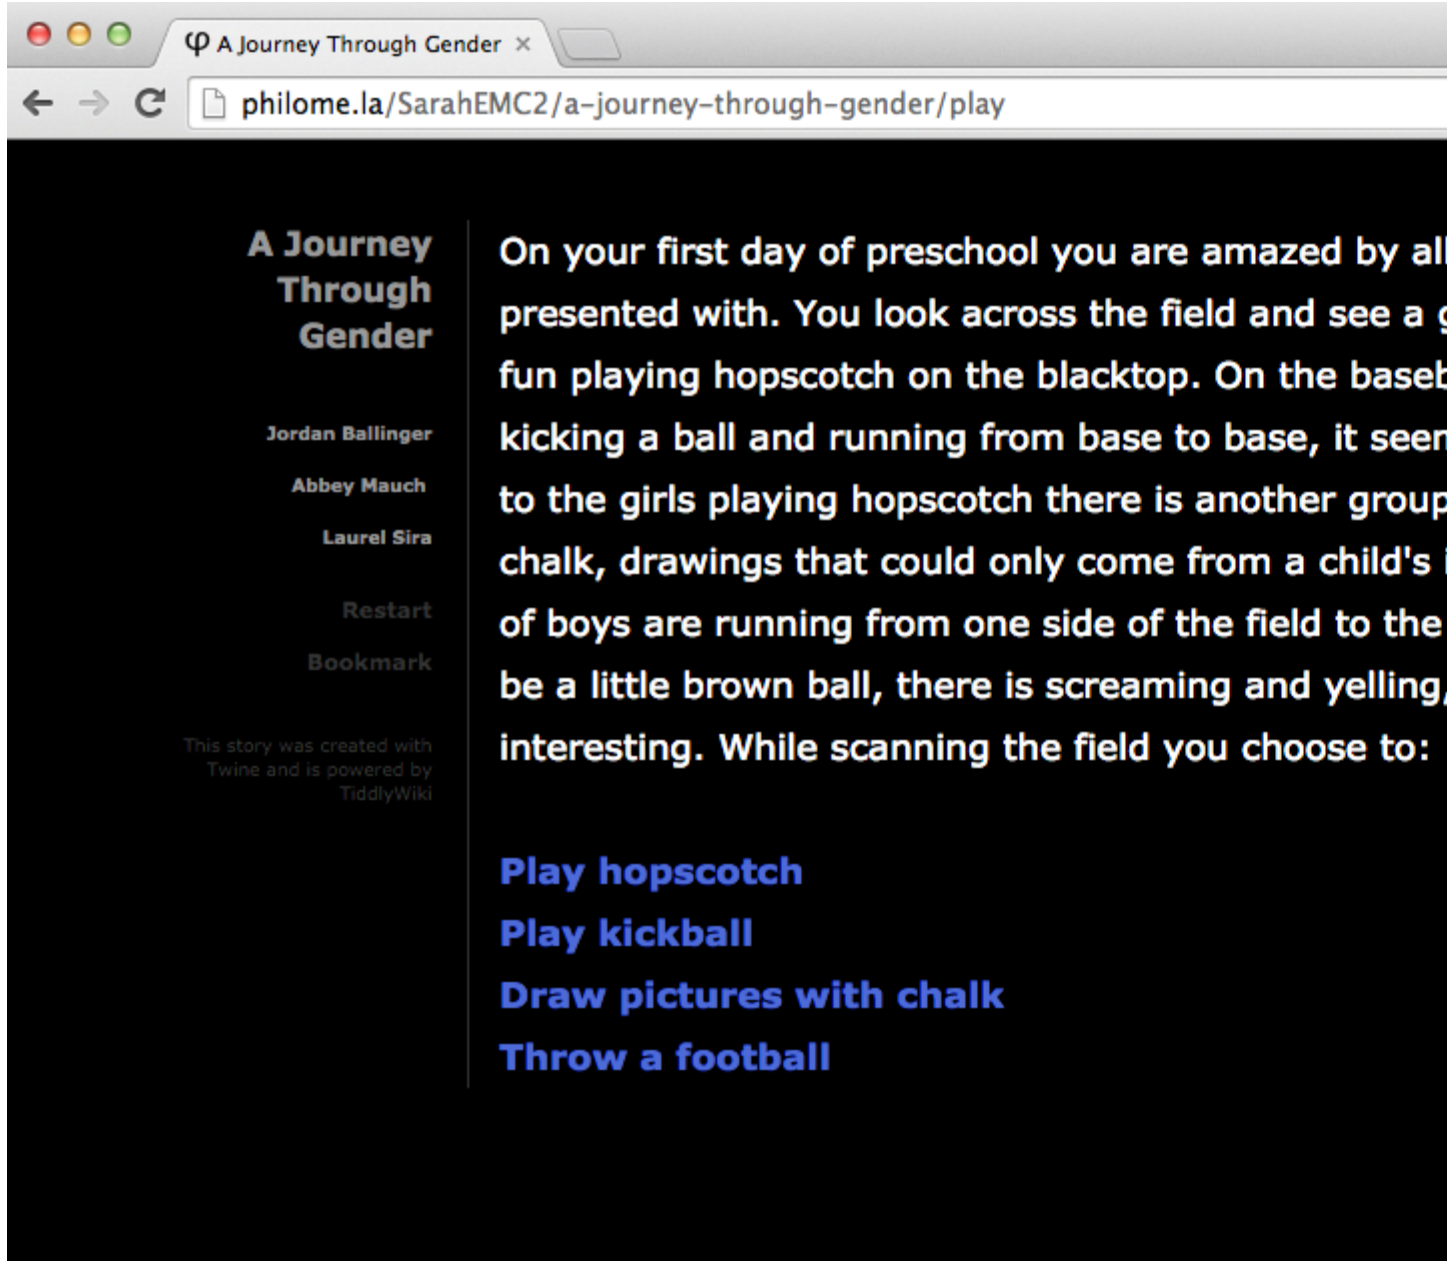 φ A Journey Through Gender ×
philome.la/SarahEMC2/a-journey-through-gender/play
A Journey
Through
Gender
Jordan Ballinger
Abbey Mauch
Laurel Sira
Restart
Bookmark
This story was created with
Twine and is powered by
TiddlyWiki
On your first day of preschool you are amazed by all
presented with. You look across the field and see a
fun playing hopscotch on the blacktop. On the
kicking a ball and running from base to base, it
to the girls playing hopscotch there is another group
chalk, drawings that could only come from a child's
of boys are running from one side of the field to the
be a little brown ball, there is screaming and yelling,
interesting. While scanning the field you choose to:
Play hopscotch
Play kickball
Draw pictures with chalk
Throw a football